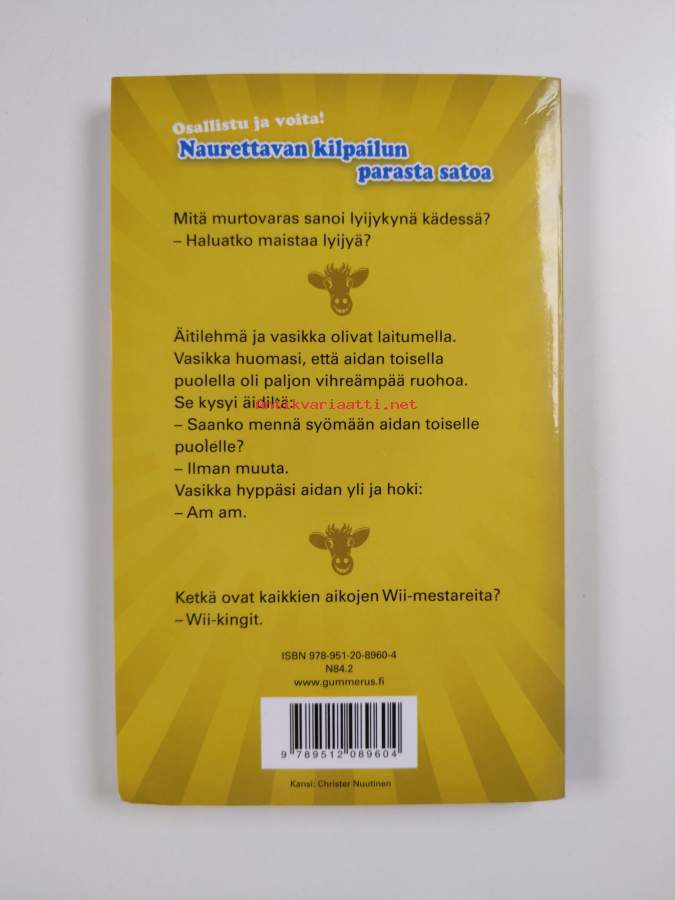 Osallistu ja voita!
Naurettavan kilpailun
parasta satoa
Mitä murtovaras sanoi lyijykynä kädessä?
– Haluatko maistaa lyijyä?
Äitilehmä ja vasikka olivat laitumella.
Vasikka huomasi, että aidan toisella
puolella oli paljon vihreämpää ruohoa.
Se kysyi äidiltä:
Antikvariaatti.net
– Saanko mennä syömään aidan toiselle
puolelle?
– Ilman muuta.
Vasikka hyppäsi aidan yli ja hoki:
– Am am.
Ketkä ovat kaikkien aikojen Wii-mestareita?
– Wii-kingit.
ISBN 978-951-20-8960-4
N84.2
www.gummerus.fi
9 789512 089604
Kansi: Christer Nuutinen